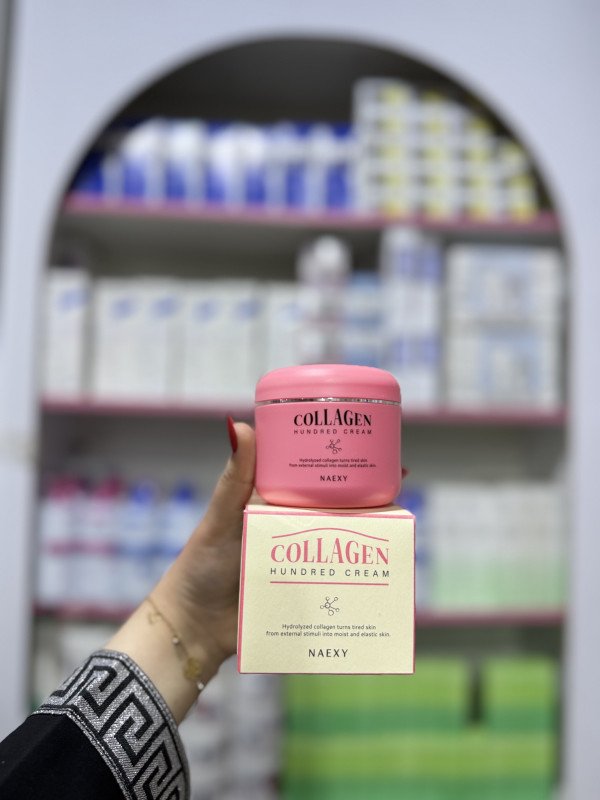 COLLAGEN
HUNDRED CREAM
Hydrolyzed collagen turns tired skin
from external stimuli into moist and elastic skin.
NAEXY
COLLAGEN
HUNDRED CREAM
Hydrolyzed collagen turns tired skin
from external stimuli into moist and elastic skin.
NAEXY